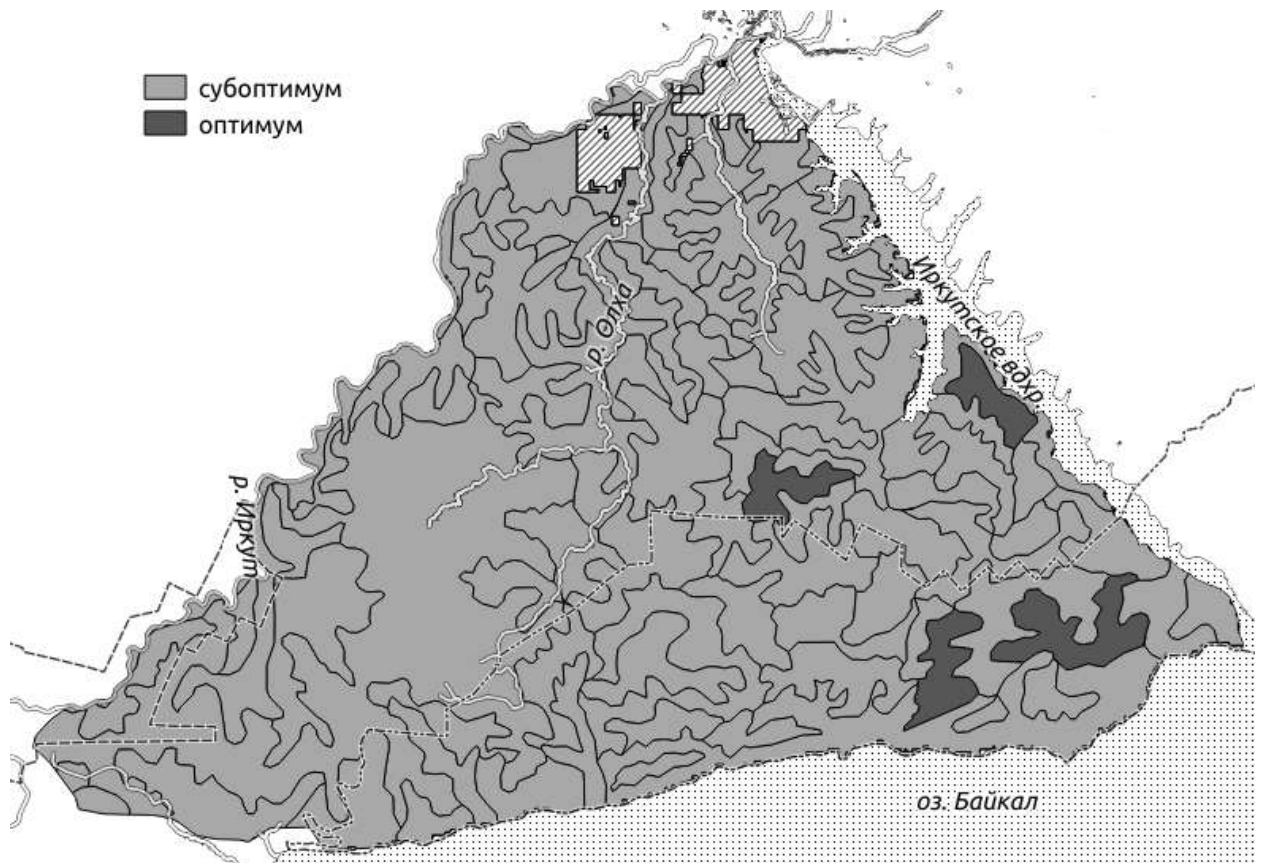 субоптимум
оптимум
р. Олха
Иркутское вдхр.
р. Иркут
оз. Байкал